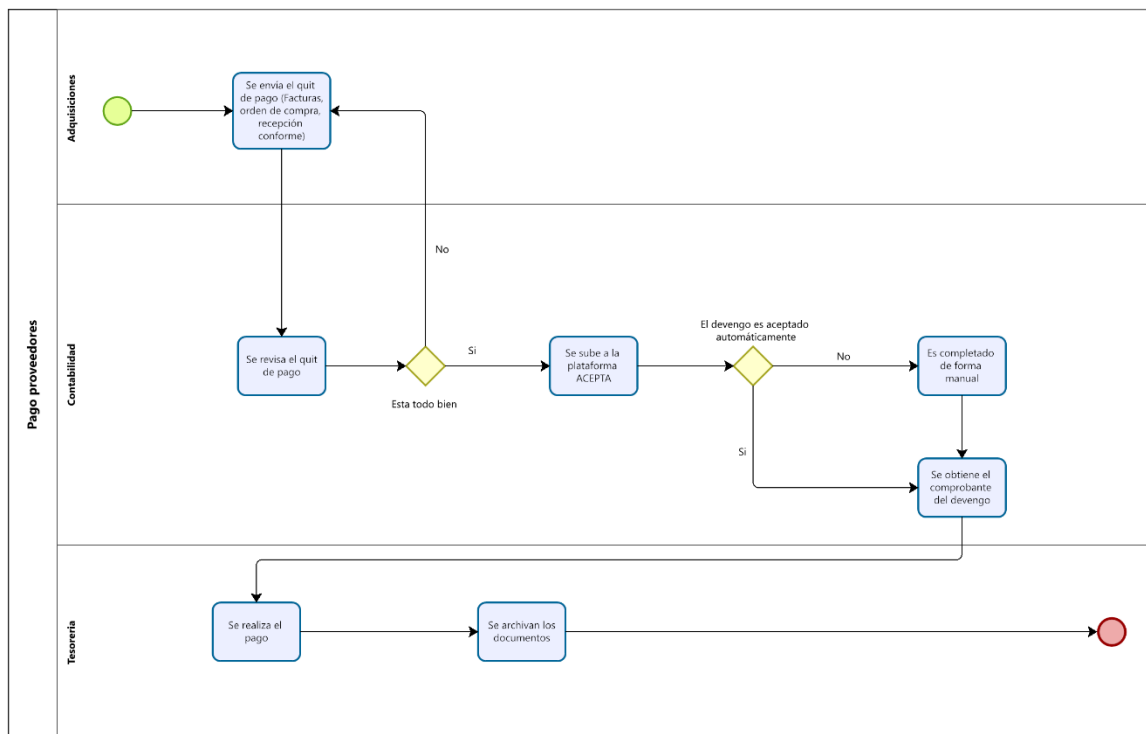 Pago proveedores
Adquisiciones
Se envia el quit
de pago (Facturas,
orden de compra,
recepción
conforme)
Contabilidad
No
Se revisa el quit
de pago
Esta todo bien
Si
Se sube a la
plataforma
ACEPTA
El devengo es aceptado
automáticamente
No
Es completado
de forma
manual
Si
Se obtiene el
comprobante
del devengo
Tesoreria
Se realiza el
pago
Se archivan los
documentos